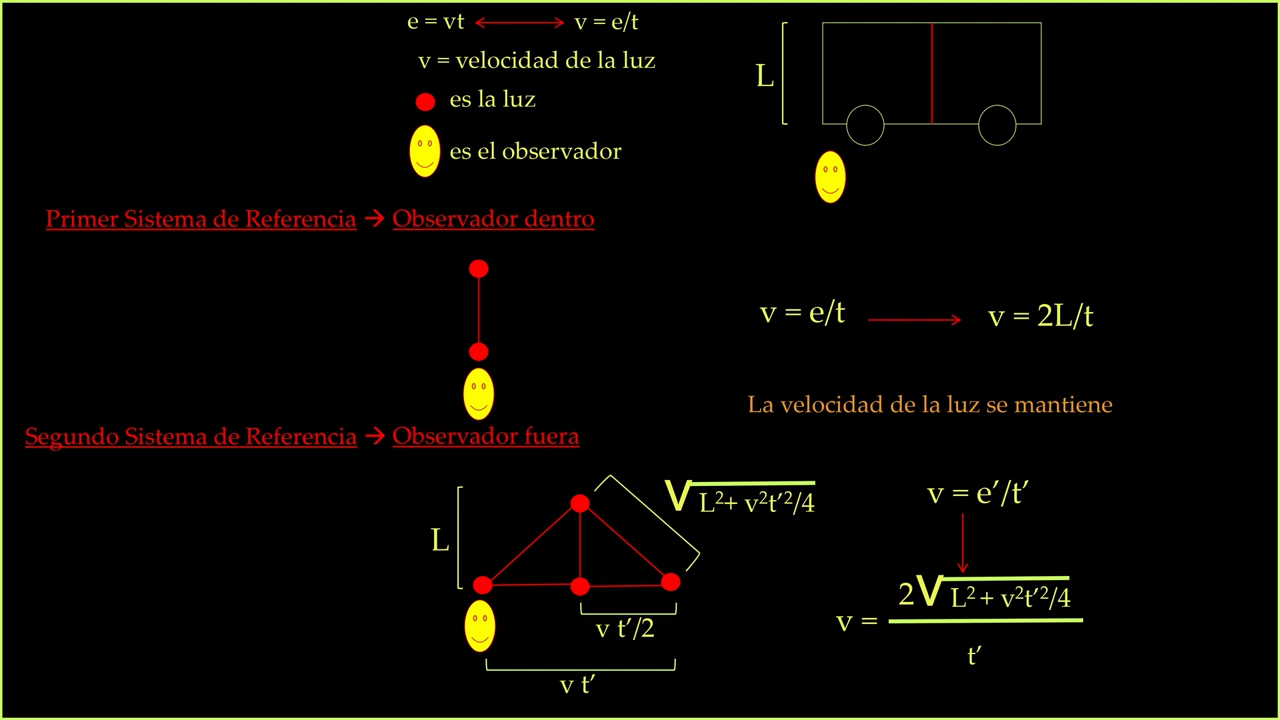 e = vt ⟷ v = e/t
v = velocidad de la luz
es la luz
es el observador
L
Primer Sistema de Referencia → Observador dentro
v = e/t ⟶ v = 2L/t
La velocidad de la luz se mantiene
Segundo Sistema de Referencia → Observador fuera
√L²+ v²t′²/4
v = e′/t′
L
2√L² + v²t′²/4
v =
t′
v t′/2
v t′